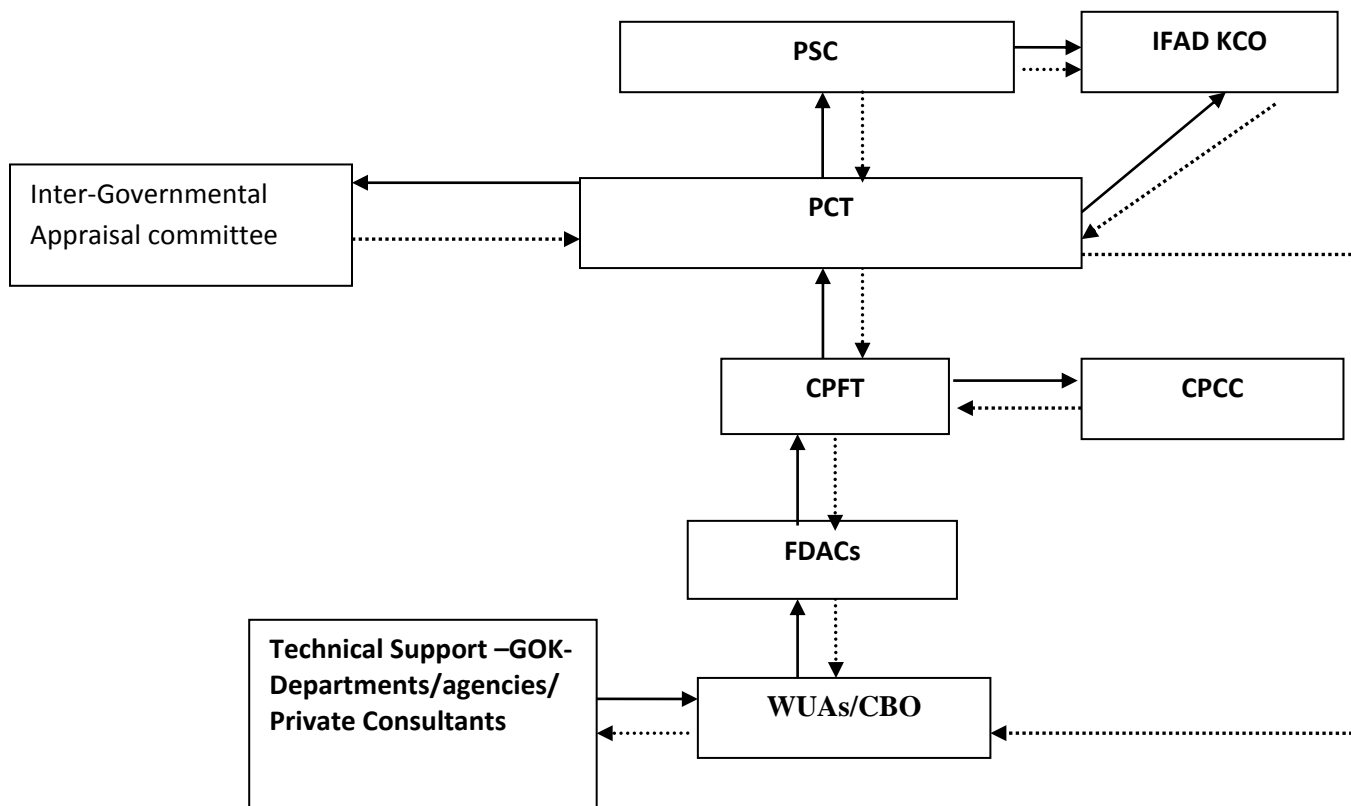 PSC
IFAD KCO
Inter-Governmental
Appraisal committee
PCT
CPFT
CPCC
FDACs
Technical Support –GOK-
Departments/agencies/
Private Consultants
WUAs/CBO